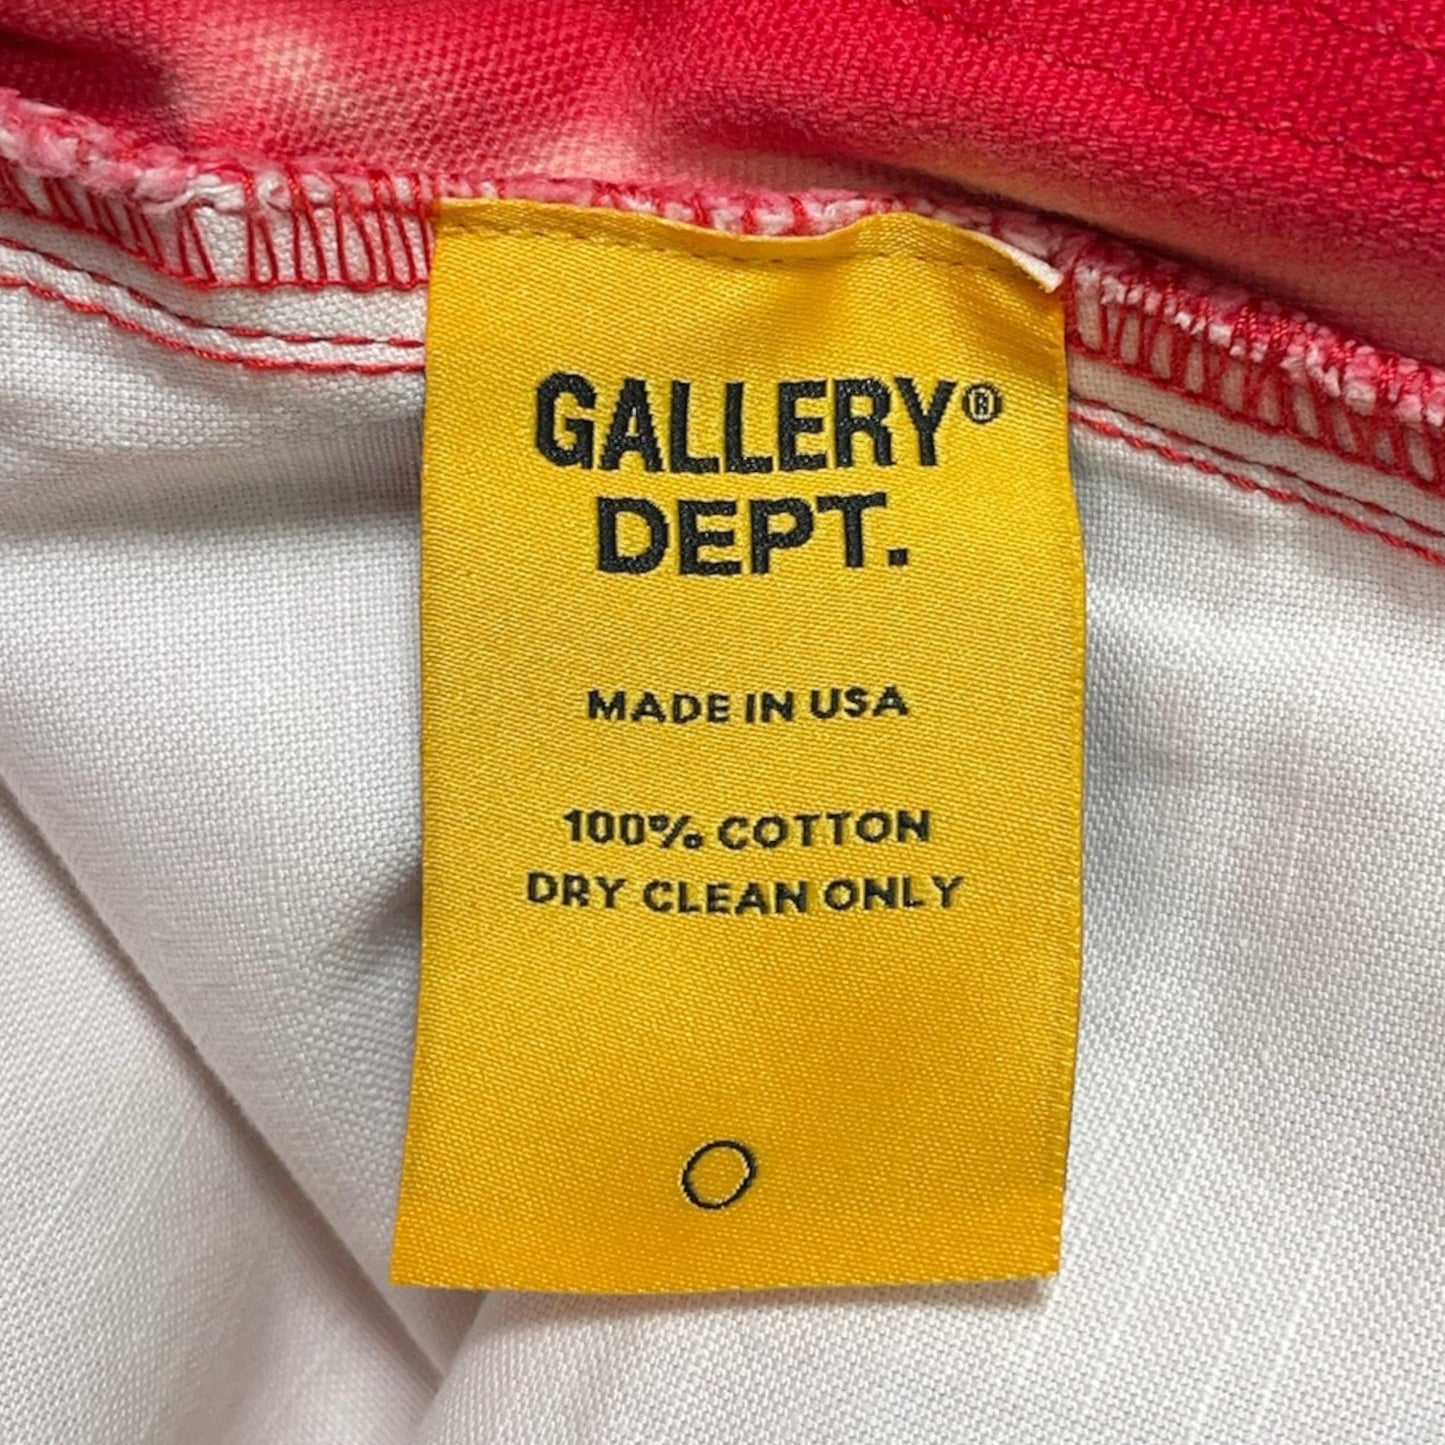 GALLERY®
DEPT.
MADE IN USA
100% COTTON
DRY CLEAN ONLY